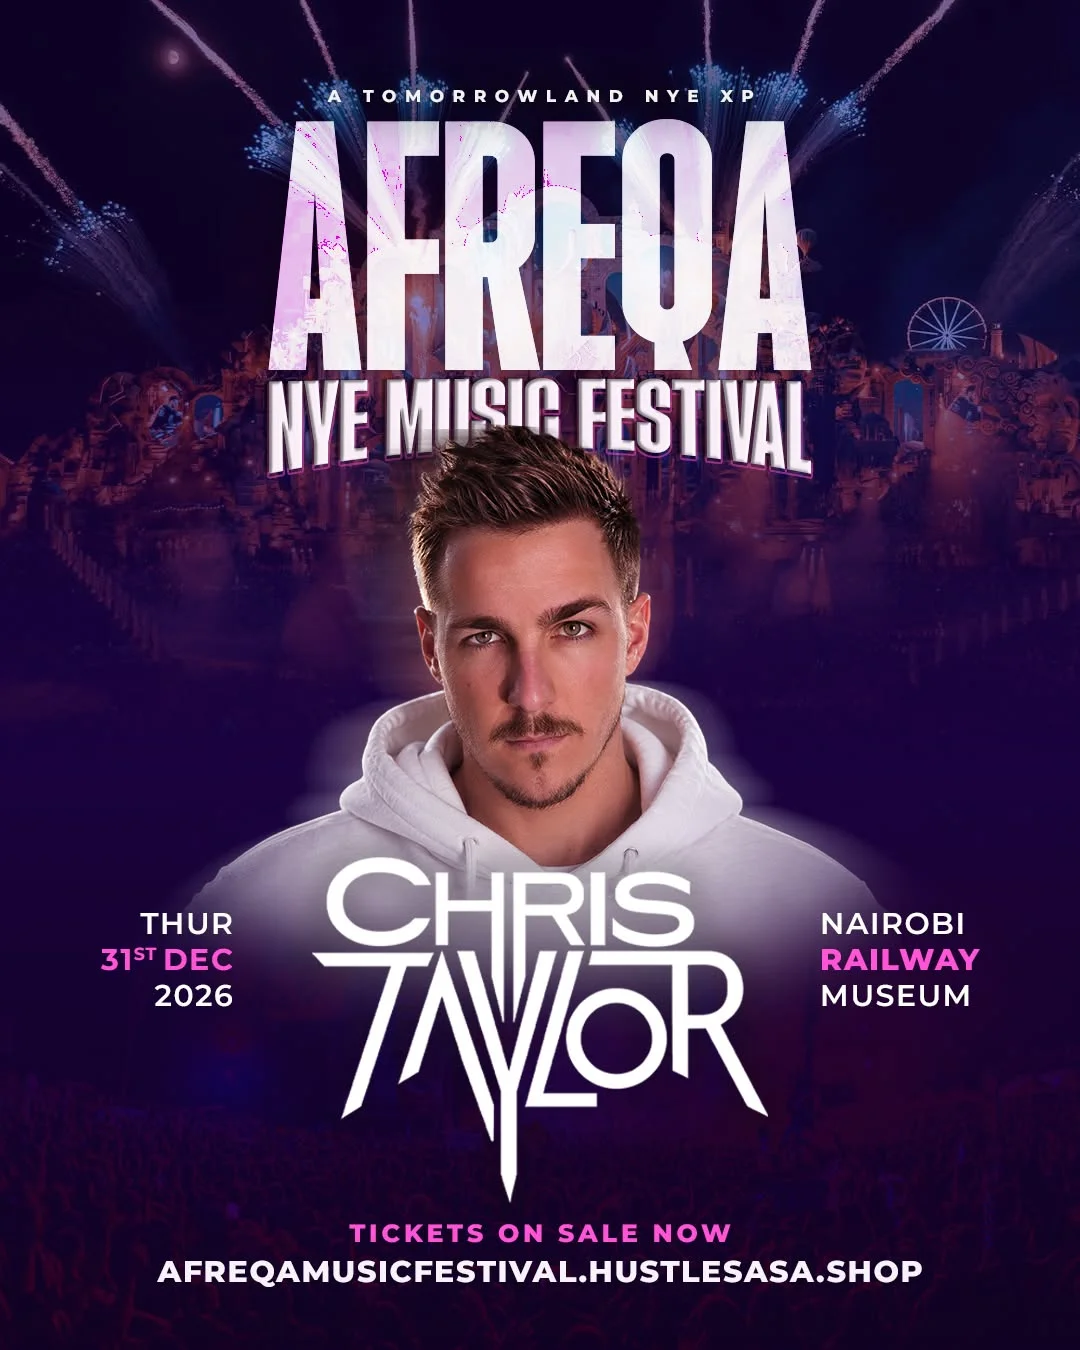 A TOMORROWLAND NYE XP
AFREQA
NYE MUSIC FESTIVAL
CHRIS
TAYLOR
THUR
31ST DEC
2026
NAIROBI
RAILWAY
MUSEUM
TICKETS ON SALE NOW
AFREQAMUSICFESTIVAL.HUSTLESASA.SHOP